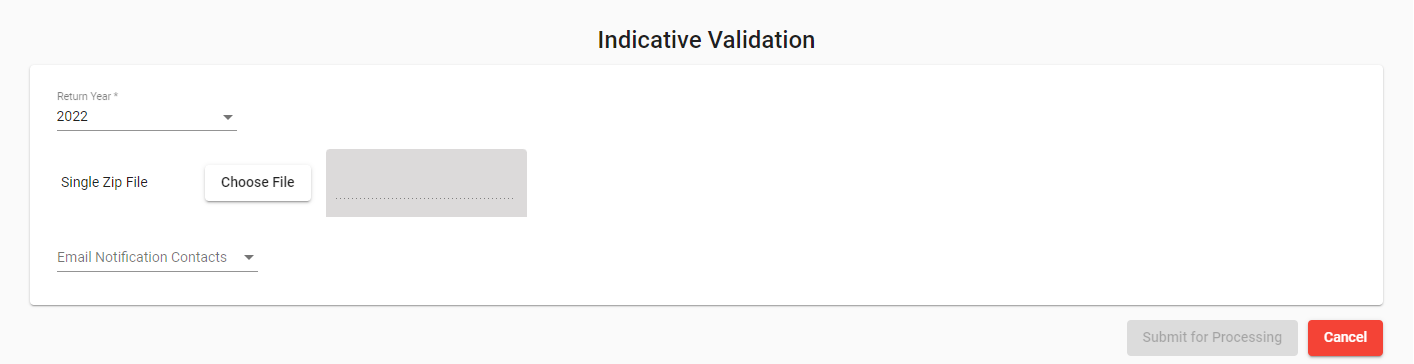 Indicative Validation
Return Year *
2022
Single Zip File
Choose File
Email Notification Contacts
Submit for Processing
Cancel